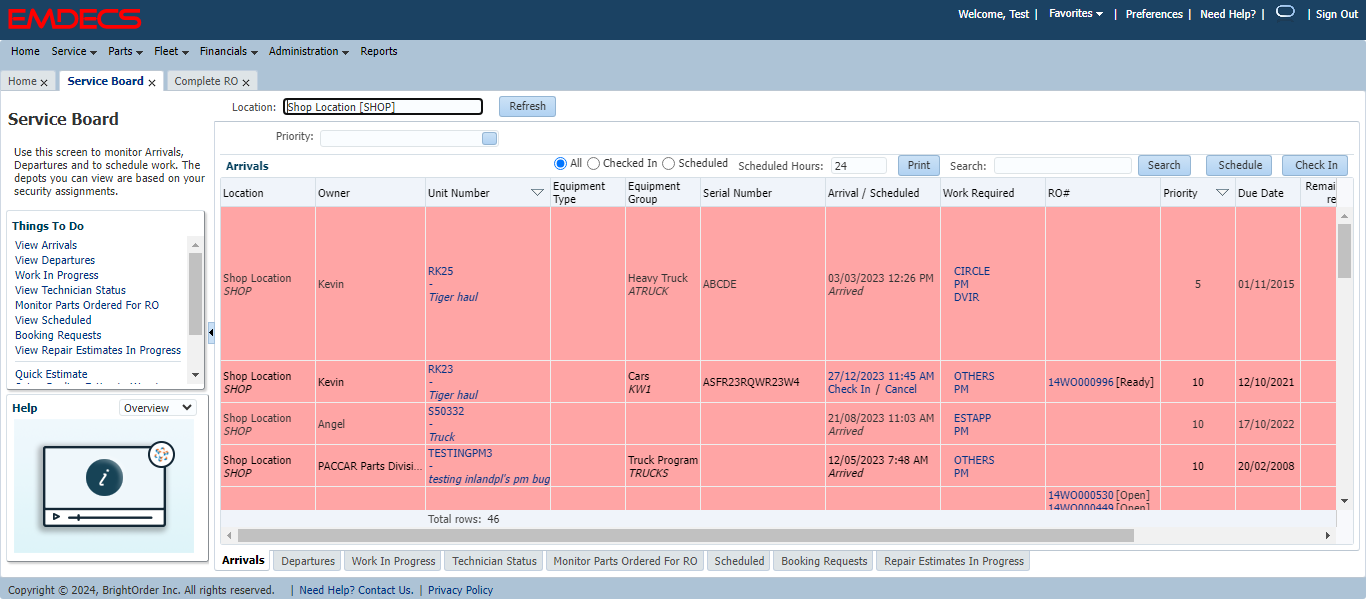 EMDECS
Welcome, Test | Favorites | Preferences | Need Help? | | Sign Out
Home Service Parts Fleet Financials Administration Reports
Home x Service Board x Complete RO x
Location: Shop Location [SHOP] Refresh
Service Board
Use this screen to monitor Arrivals,
Departures and to schedule work. The
depots you can view are based on your
security assignments.
Things To Do
View Arrivals
View Departures
Work In Progress
View Technician Status
Monitor Parts Ordered For RO
View Scheduled
Booking Requests
View Repair Estimates In Progress
Quick Estimate
Help Overview
i
Priority:
Arrivals All Checked In Scheduled Scheduled Hours: 24 Print Search: Search Schedule Check In
Location Owner Unit Number Equipment Type Equipment Group Serial Number Arrival / Scheduled Work Required RO# Priority Due Date Remai
re
Shop Location
SHOP
Kevin
RK25
-
Tiger haul
Heavy Truck
ATRUCK
ABCDE
03/03/2023 12:26 PM
Arrived
CIRCLE
PM
DVIR
5
01/11/2015
Shop Location
SHOP
Kevin
RK23
-
Tiger haul
Cars
KW1
ASFR23RQWR23W4
27/12/2023 11:45 AM
Check In / Cancel
OTHERS
PM
14WO000996 [Ready]
10
12/10/2021
Shop Location
SHOP
Angel
S50332
-
Truck
21/08/2023 11:03 AM
Arrived
ESTAPP
PM
10
17/10/2022
Shop Location
SHOP
PACCAR Parts Divisi...
TESTINGPM3
-
testing inlandpl's pm bug
Truck Program
TRUCKS
12/05/2023 7:48 AM
Arrived
OTHERS
PM
10
20/02/2008
14WO000530 [Open]
14WO000449 [Open]
Total rows: 46
Arrivals Departures Work In Progress Technician Status Monitor Parts Ordered For RO Scheduled Booking Requests Repair Estimates In Progress
Copyright © 2024, BrightOrder Inc. All rights reserved. | Need Help? Contact Us. | Privacy Policy